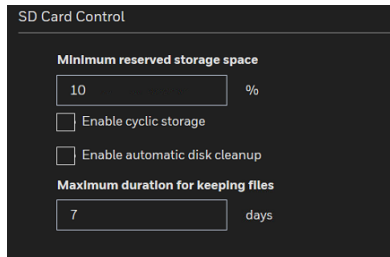 SD Card Control
Minimum reserved storage space
10 %
Enable cyclic storage
Enable automatic disk cleanup
Maximum duration for keeping files
7 days